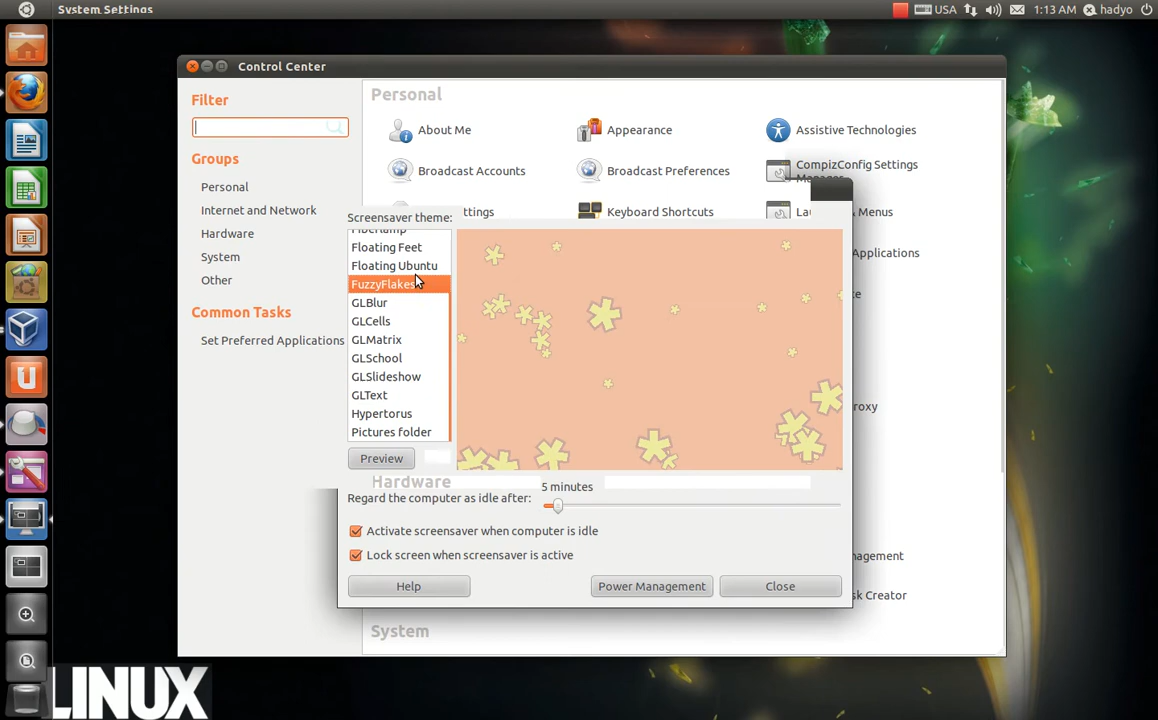 System Settings
USA
1:13 AM
hadyo
Control Center
Filter
Groups
Personal
Internet and Network
Hardware
System
Other
Common Tasks
Set Preferred Applications
Personal
About Me
Appearance
Assistive Technologies
Broadcast Accounts
Broadcast Preferences
CompizConfig Settings
Manager
ttings
Keyboard Shortcuts
La
& Menus
Applications
te
roxy
Hardware
nagement
sk Creator
System
Screensaver theme:
Floating Feet
Floating Ubuntu
FuzzyFlakes
GLBlur
GLCells
GLMatrix
GLSchool
GLSlideshow
GLText
Hypertorus
Pictures folder
Preview
5 minutes
Regard the computer as idle after:
Activate screensaver when computer is idle
Lock screen when screensaver is active
Help
Power Management
Close
LINUX